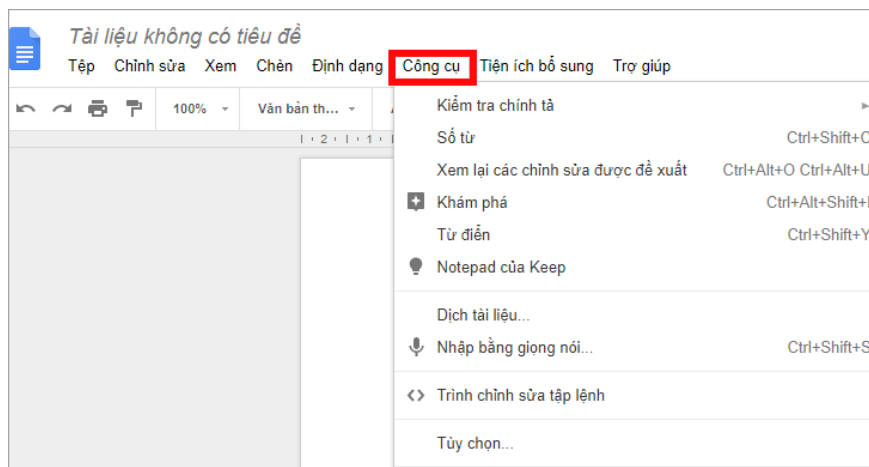 Tài liệu không có tiêu đề
Tệp Chỉnh sửa Xem Chèn Định dạng Công cụ Tiện ích bổ sung Trợ giúp
100% Văn bản th...
2 1
Kiểm tra chính tả
Số từ Ctrl+Shift+C
Xem lại các chỉnh sửa được đề xuất Ctrl+Alt+O Ctrl+Alt+U
Khám phá Ctrl+Alt+Shift+I
Từ điển Ctrl+Shift+Y
Notepad của Keep
Dịch tài liệu...
Nhập bằng giọng nói... Ctrl+Shift+S
Trình chỉnh sửa tập lệnh
Tùy chọn...